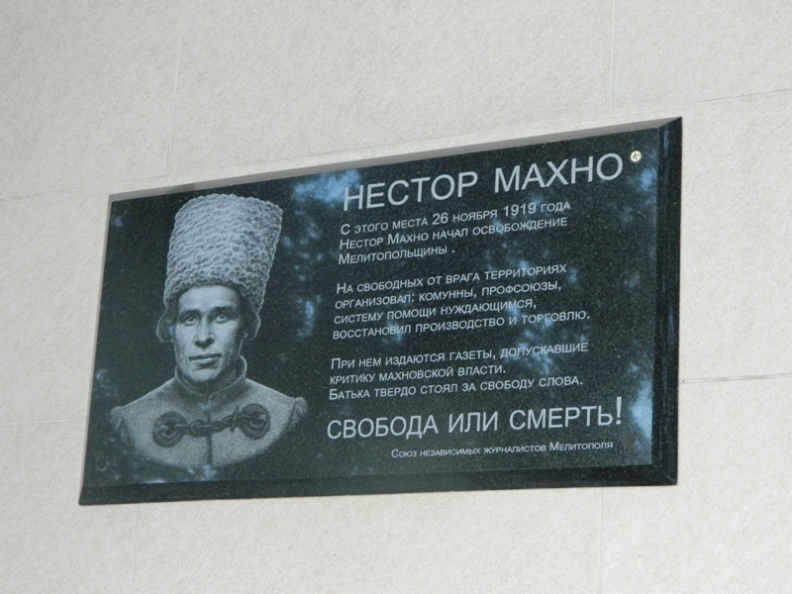 НЕСТОР МАХНО
С ЭТОГО МЕСТА 26 НОЯБРЯ 1919 ГОДА
НЕСТОР МАХНО НАЧАЛ ОСВОБОЖДЕНИЕ
МЕЛИТОПОЛЬЩИНЫ .
НА СВОБОДНЫХ ОТ ВРАГА ТЕРРИТОРИЯХ
ОРГАНИЗОВАЛ: КОМУННЫ, ПРОФСОЮЗЫ,
СИСТЕМУ ПОМОЩИ НУЖДАЮЩИМСЯ,
ВОССТАНОВИЛ ПРОИЗВОДСТВО И ТОРГОВЛЮ.
ПРИ НЕМ ИЗДАЮТСЯ ГАЗЕТЫ, ДОПУСКАВШИЕ
КРИТИКУ МАХНОВСКОЙ ВЛАСТИ.
БАТЬКА ТВЕРДО СТОЯЛ ЗА СВОБОДУ СЛОВА.
СВОБОДА ИЛИ СМЕРТЬ!
СОЮЗ НЕЗАВИСИМЫХ ЖУРНАЛИСТОВ МЕЛИТОПОЛЯ